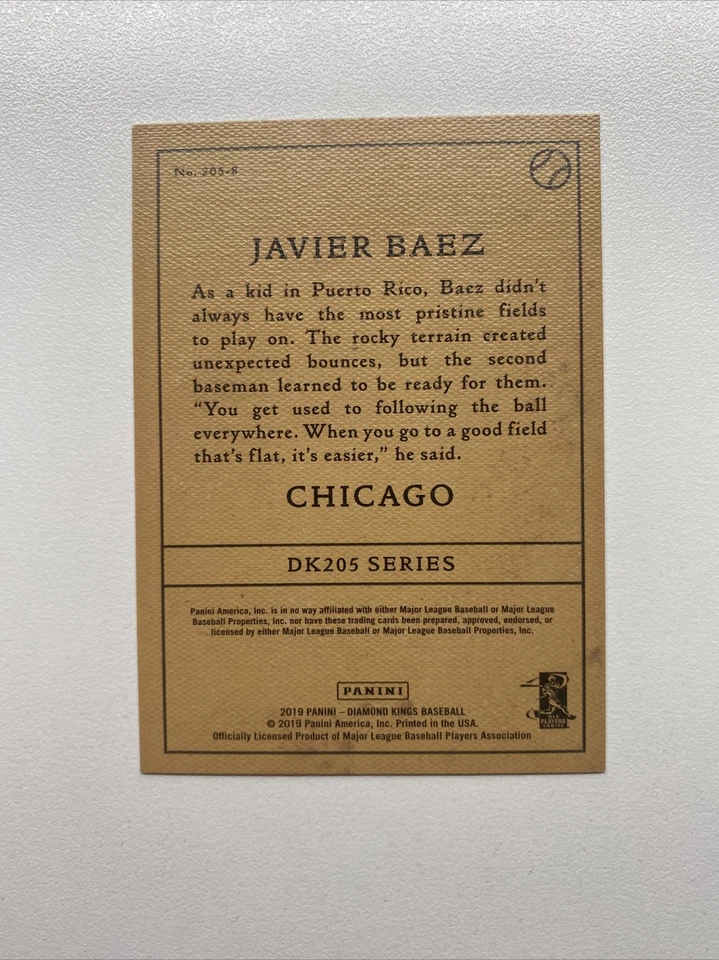 No. 205-8
JAVIER BAEZ
As a kid in Puerto Rico, Baez didn't
always have the most pristine fields
to play on. The rocky terrain created
unexpected bounces, but the second
baseman learned to be ready for them.
"You get used to following the ball
everywhere. When you go to a good field
that's flat, it's easier," he said.
CHICAGO
DK205 SERIES
Panini America, Inc. is in no way affiliated with either Major League Baseball or Major League
Baseball Properties, Inc. nor have these trading cards been prepared, approved, endorsed, or
licensed by either Major League Baseball or Major League Baseball Properties, Inc.
PANINI
2019 PANINI – DIAMOND KINGS BASEBALL
© 2019 Panini America, Inc. Printed in the USA.
Officially Licensed Product of Major League Baseball Players Association
PLAYERS
CHOICE